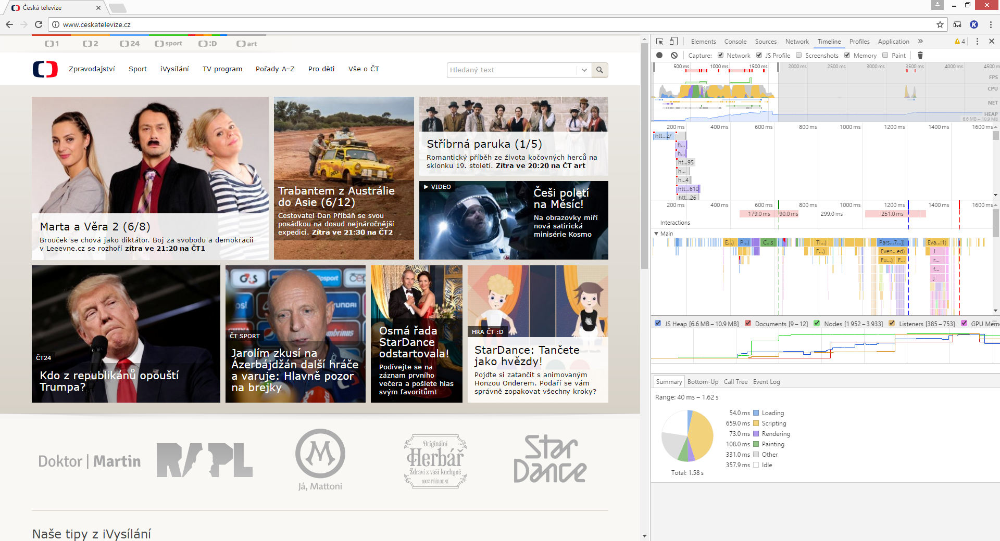 Česká televize
www.ceskatelevize.cz
1
2
24
sport
:D
art
Zpravodajství
Sport
iVysílání
TV program
Pořady A–Z
Pro děti
Vše o ČT
Hledaný text
Marta a Věra 2 (6/8)
Brouček se chová jako diktátor. Boj za svobodu a demokracii
v Leeevne.cz se rozhoří zítra ve 21:20 na ČT1
Trabantem z Austrálie
do Asie (6/12)
Cestovatel Dan Přibáň se svou
posádkou na dosud nejnáročnější
expedici. Zítra ve 21:30 na ČT2
Stříbrná paruka (1/5)
Romantický příběh ze života kočovných herců na
sklonku 19. století. Zítra ve 20:20 na ČT art
VIDEO
Češi poletí
na Měsíc!
Na obrazovky míří
nová satirická
minisérie Kosmo
ČT24
Kdo z republikánů opouští
Trumpa?
ČT SPORT
Jarolím zkusí na
Ázerbájdžán další hráče
a varuje: Hlavně pozor
na brejky
Osmá řada
StarDance
odstartovala!
Podívejte se na
záznam prvního
večera a pošlete hlas
svým favoritům!
HRA ČT :D
StarDance: Tančete
jako hvězdy!
Pojďte si zatančit s animovaným
Honzou Onderem. Podaří se vám
správně zopakovat všechny kroky?
Doktor | Martin
RAPL
Já, Mattoni
Originální
Herbář
Zdraví z vaší kuchyně
100% PŘÍRODNÍ
Star
Dance
Naše tipy z iVysílání
Elements
Console
Sources
Network
Timeline
Profiles
Application
4
Capture:
Network
JS Profile
Screenshots
Memory
Paint
500 ms
1000 ms
1500 ms
2000 ms
2500 ms
3000 ms
3500 ms
4000 ms
4500 ms
FPS
CPU
NET
HEAP
6.6 MB – 10.9 MB
200 ms
400 ms
600 ms
800 ms
1000 ms
1200 ms
1400 ms
1600 ms
htt...z/
h...
h...
ht...95
h...
h...4
htt...610
htt...26
200 ms
400 ms
600 ms
800 ms
1000 ms
1200 ms
1400 ms
1600 ms
179.0 ms
90.0 ms
299.0 ms
251.0 ms
Interactions
Main
E...)
P...)
C...s
Ti...)
Pars...7...])
Eva...:1)
F...)
Even...ed)
J
Fu...)
F...
r...
f...
j
JS Heap [6.6 MB – 10.9 MB]
Documents [9 – 12]
Nodes [1 952 – 3 933]
Listeners [385 – 753]
GPU Mem
Summary
Bottom-Up
Call Tree
Event Log
Range: 40 ms – 1.62 s
54.0 ms Loading
659.0 ms Scripting
73.0 ms Rendering
108.0 ms Painting
331.0 ms Other
357.9 ms Idle
Total: 1.58 s